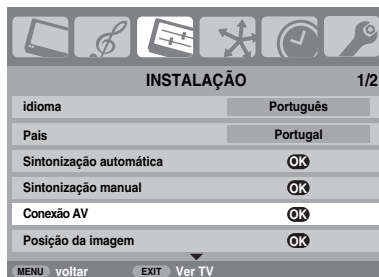 INSTALAÇÃO 1/2
idioma Português
Pais Portugal
Sintonização automática OK
Sintonização manual OK
Conexão AV OK
Posição da imagem OK
MENU voltar EXIT Ver TV